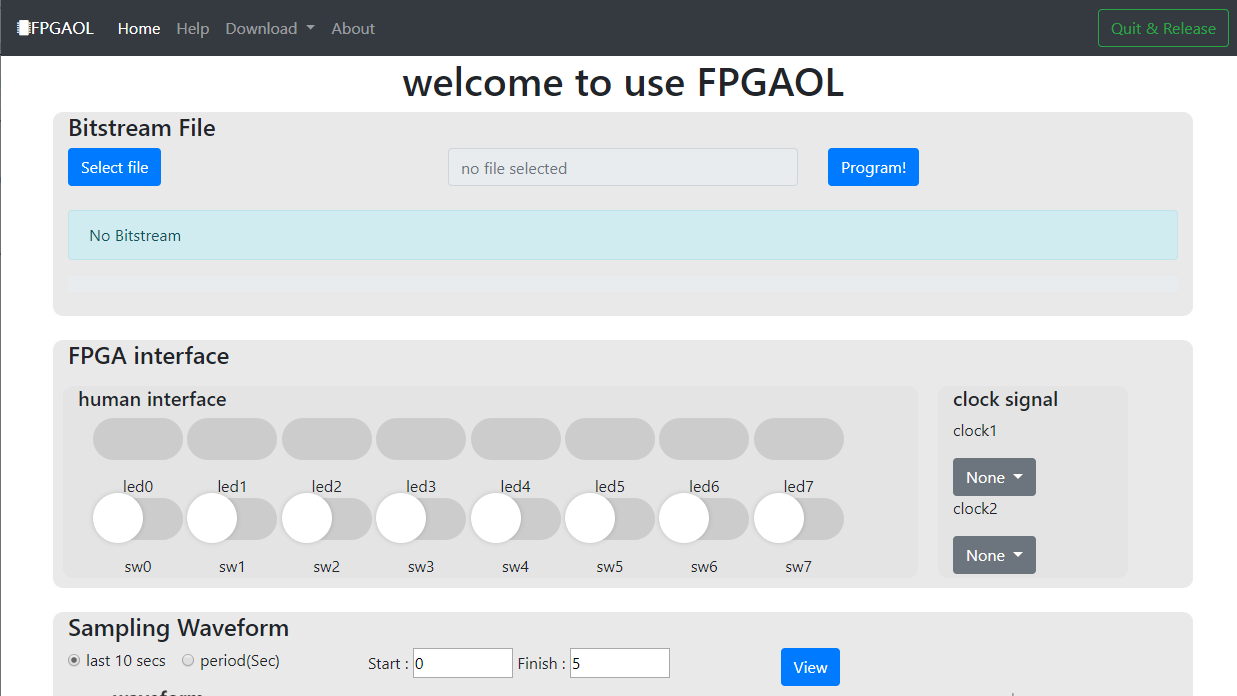 FPGAOL Home Help Download About Quit & Release
welcome to use FPGAOL
Bitstream File
Select file no file selected Program!
No Bitstream
FPGA interface
human interface
led0 led1 led2 led3 led4 led5 led6 led7
sw0 sw1 sw2 sw3 sw4 sw5 sw6 sw7
clock signal
clock1
None
clock2
None
Sampling Waveform
last 10 secs period(Sec) Start : 0 Finish : 5 View
waveform